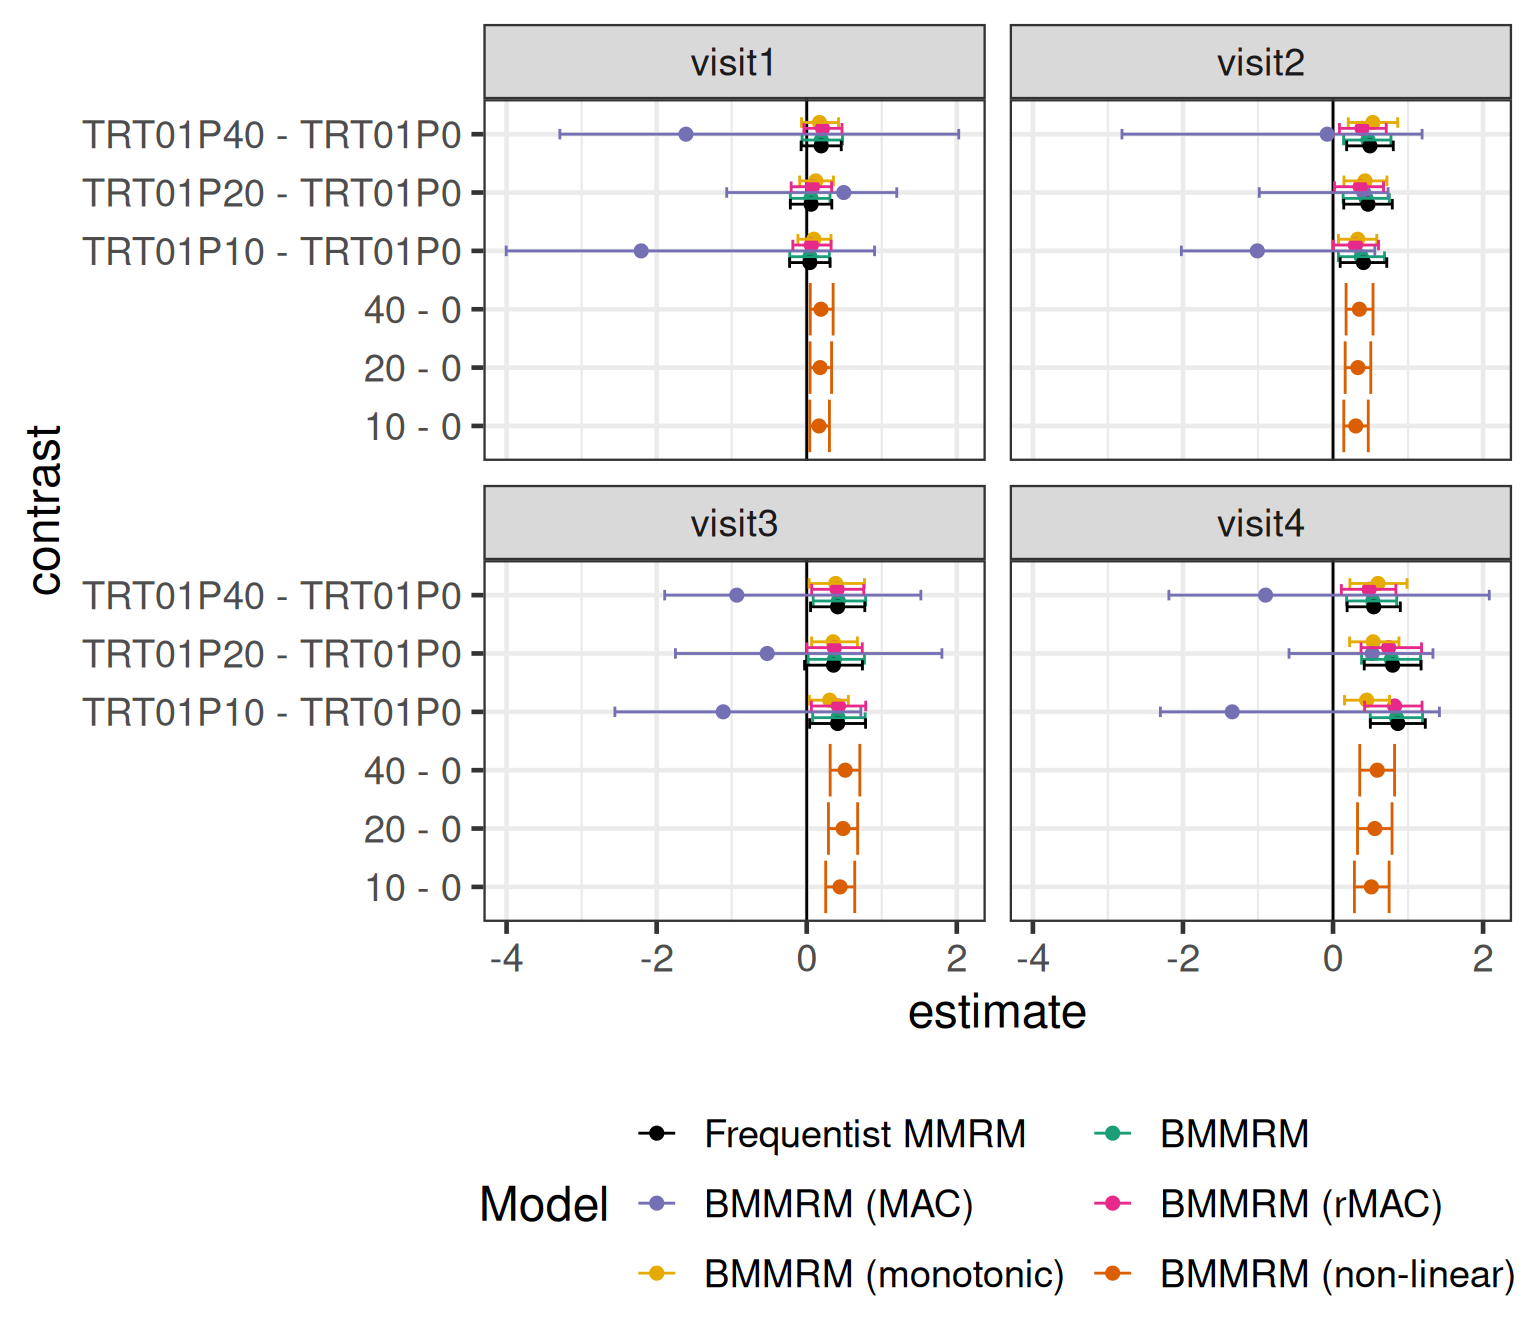 visit1
visit2
TRT01P40 - TRT01P0
TRT01P20 - TRT01P0
TRT01P10 - TRT01P0
40 - 0
20 - 0
10 - 0
visit3
visit4
TRT01P40 - TRT01P0
TRT01P20 - TRT01P0
TRT01P10 - TRT01P0
40 - 0
20 - 0
10 - 0
contrast
-4 -2 0 2 -4 -2 0 2
estimate
Model
Frequentist MMRM
BMMRM
BMMRM (MAC)
BMMRM (rMAC)
BMMRM (monotonic)
BMMRM (non-linear)